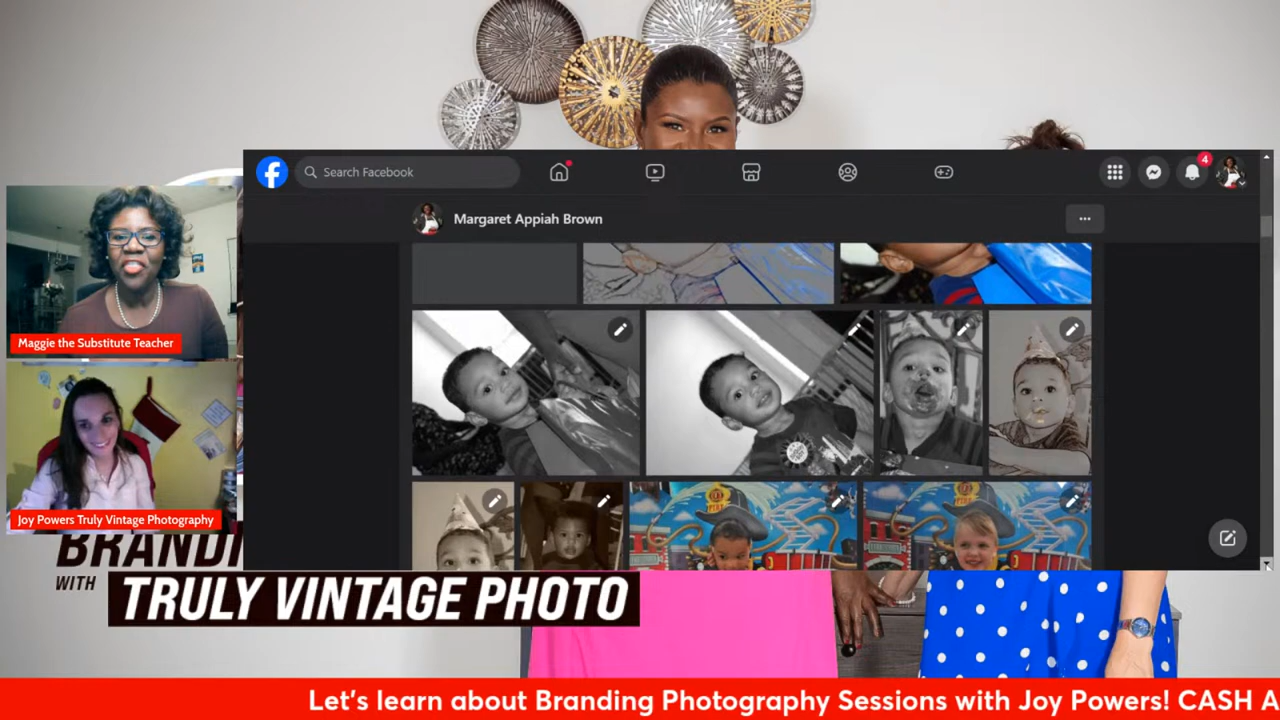 Search Facebook
4
Margaret Appiah Brown
Maggie the Substitute Teacher
Joy Powers Truly Vintage Photography
BRANDI
WITH
TRULY VINTAGE PHOTO
Let's learn about Branding Photography Sessions with Joy Powers! CASH A